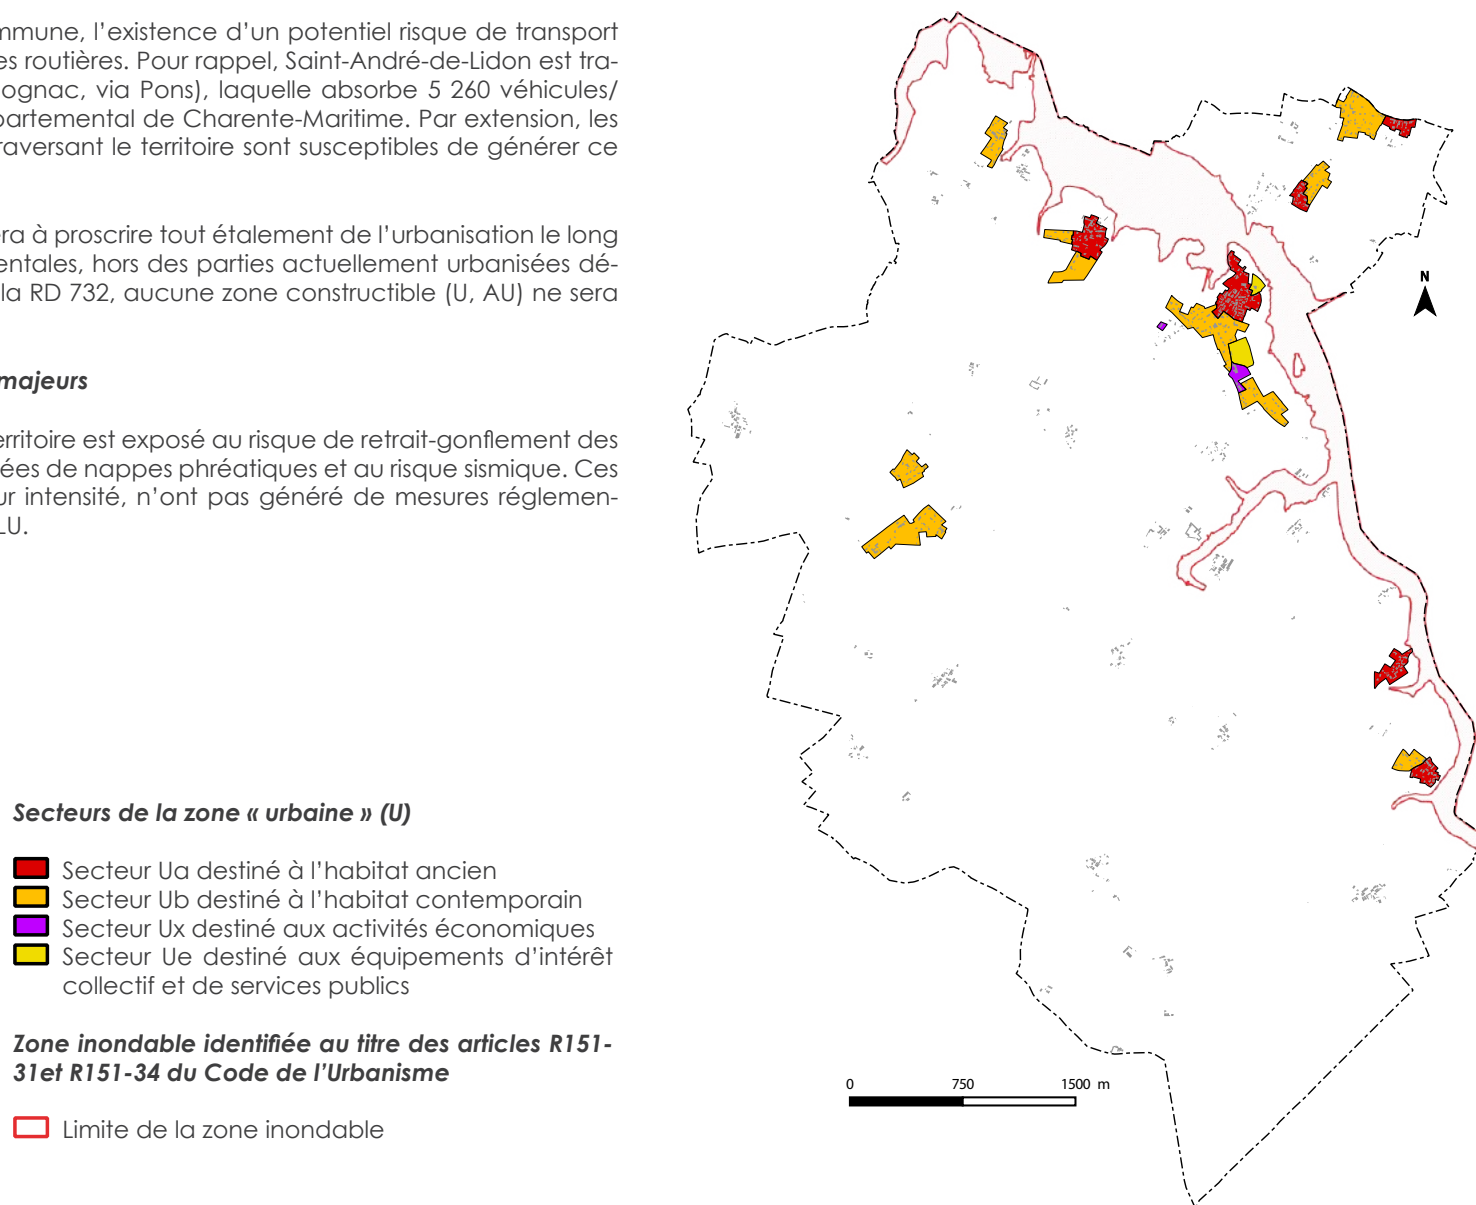 mmune, l’existence d’un potentiel risque de transport
es routières. Pour rappel, Saint-André-de-Lidon est tra-
ognac, via Pons), laquelle absorbe 5 260 véhicules/
partemental de Charente-Maritime. Par extension, les
raversant le territoire sont susceptibles de générer ce
era à proscrire tout étalement de l’urbanisation le long
entales, hors des parties actuellement urbanisées dé-
la RD 732, aucune zone constructible (U, AU) ne sera
majeurs
erritoire est exposé au risque de retrait-gonflement des
ées de nappes phréatiques et au risque sismique. Ces
ur intensité, n’ont pas généré de mesures réglemen-
LU.
Secteurs de la zone « urbaine » (U)
Secteur Ua destiné à l’habitat ancien
Secteur Ub destiné à l’habitat contemporain
Secteur Ux destiné aux activités économiques
Secteur Ue destiné aux équipements d’intérêt
collectif et de services publics
Zone inondable identifiée au titre des articles R151-
31et R151-34 du Code de l’Urbanisme
Limite de la zone inondable
N
0 750 1500 m